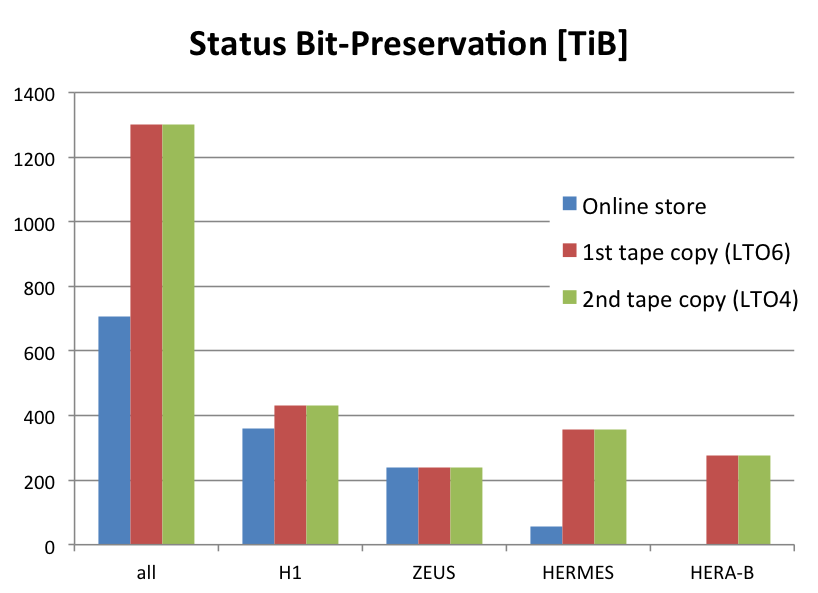 Status Bit-Preservation [TiB]
1400
1200
1000
800
600
400
200
0
Online store
1st tape copy (LTO6)
2nd tape copy (LTO4)
all H1 ZEUS HERMES HERA-B